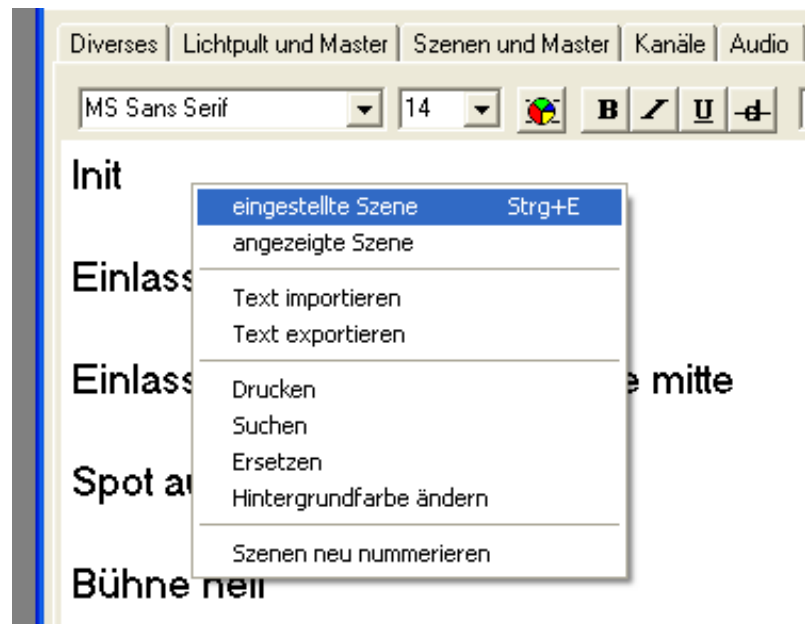 Diverses Lichtpult und Master Szenen und Master Kanäle Audio
MS Sans Serif 14 B I U d
Init
eingestellte Szene Strg+E
angezeigte Szene
Einlass
Text importieren
Text exportieren
Einlass mitte
Drucken
Suchen
Ersetzen
Spot
Hintergrundfarbe ändern
Szenen neu nummerieren
Bühne